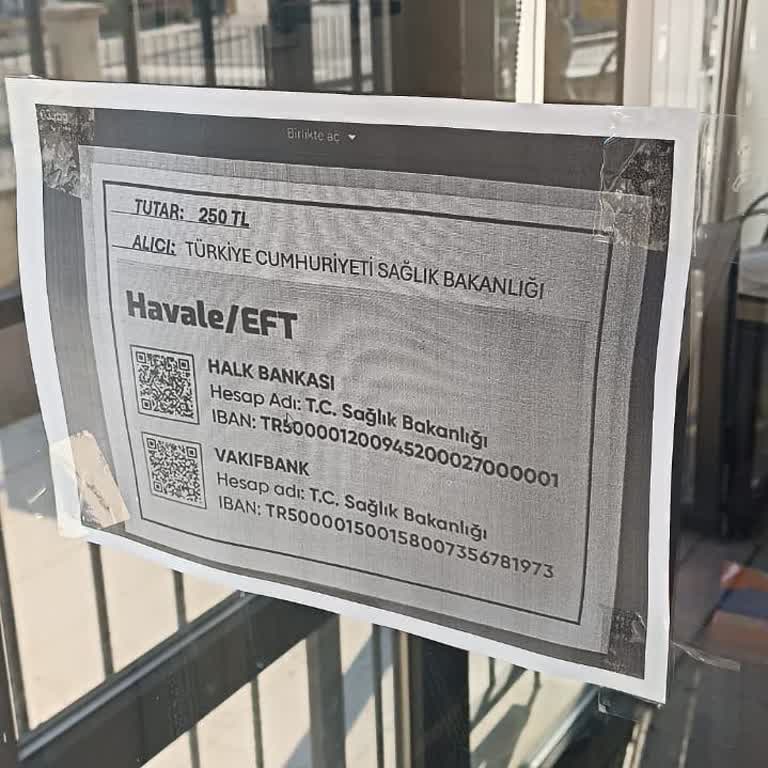 Birlikte aç
TUTAR: 250 TL
ALICI: TÜRKİYE CUMHURİYETİ SAĞLIK BAKANLIĞI
Havale/EFT
HALK BANKASI
Hesap Adı: T.C. Sağlık Bakanlığı
IBAN: TR500001200945200027000001
VAKIFBANK
Hesap adı: T.C. Sağlık Bakanlığı
IBAN: TR500001500158007356781973